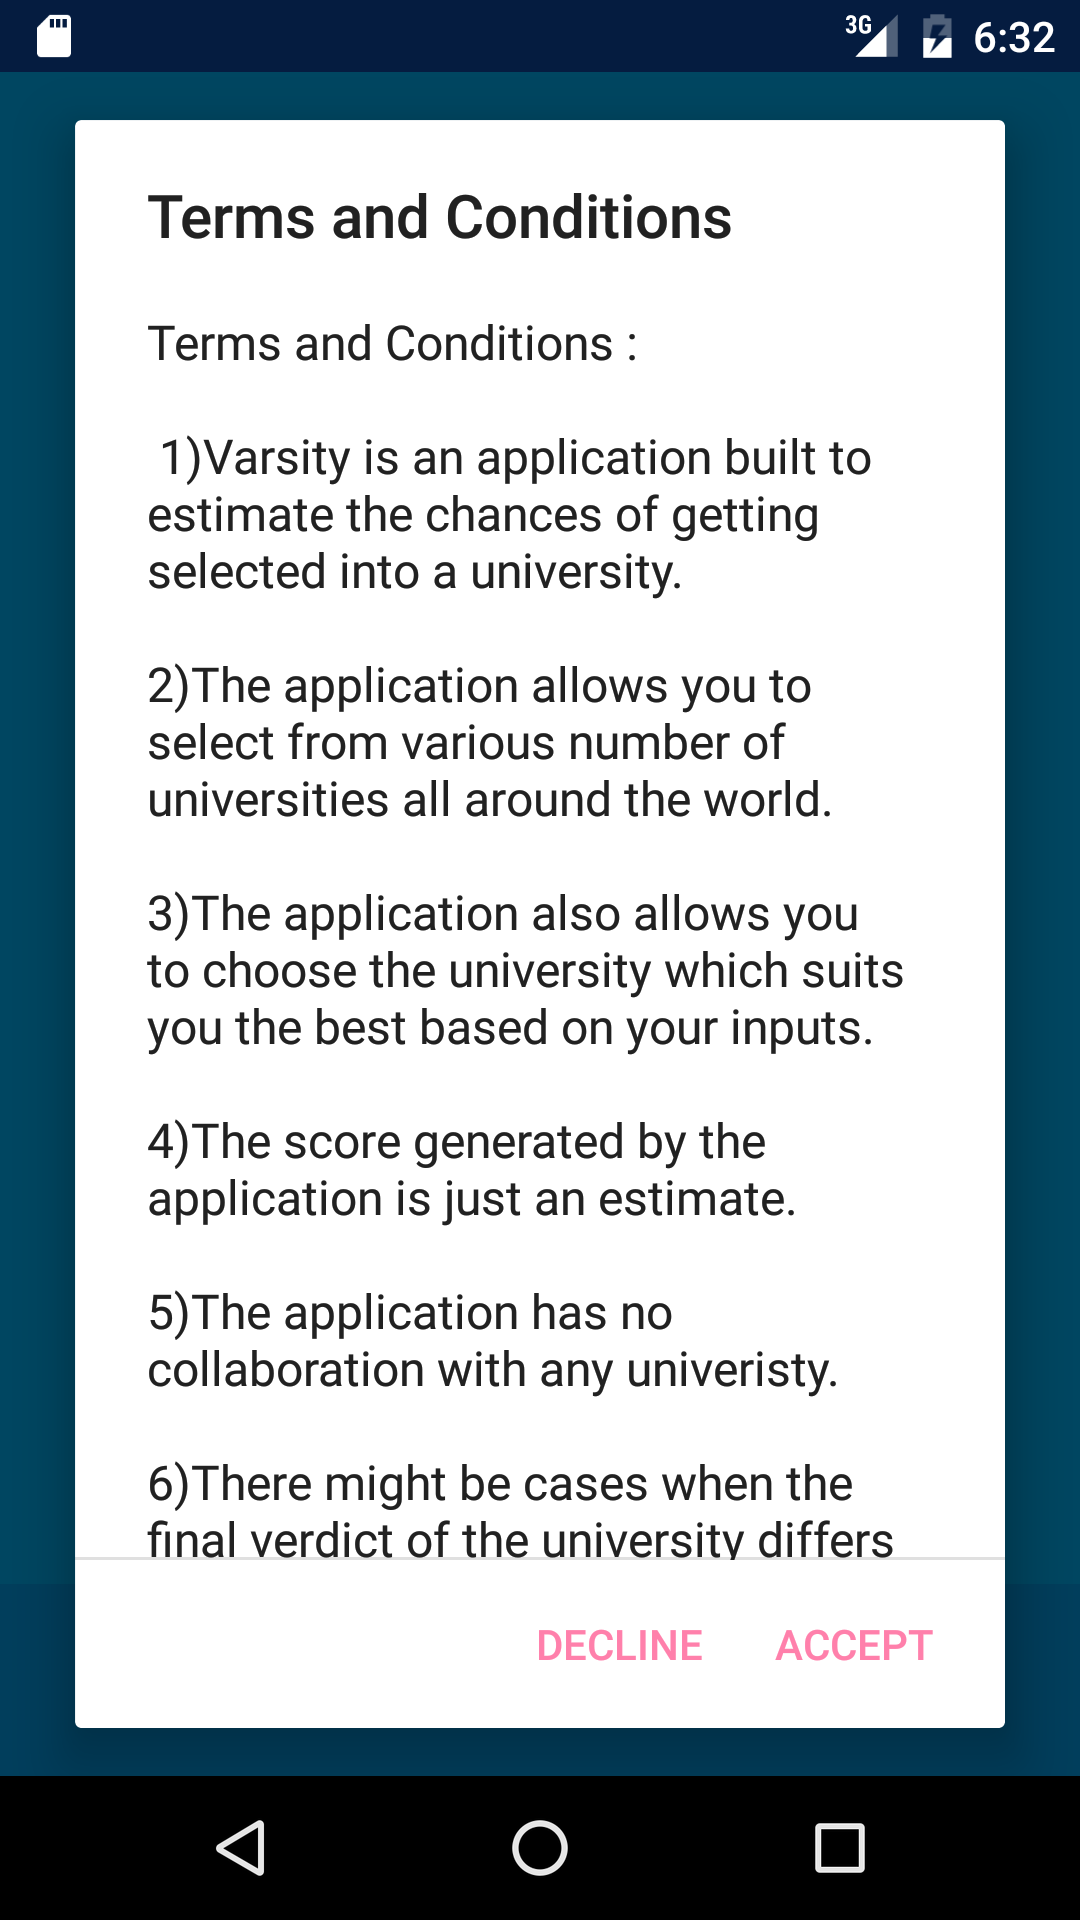 3G 6:32
Terms and Conditions
Terms and Conditions :
1)Varsity is an application built to
estimate the chances of getting
selected into a university.
2)The application allows you to
select from various number of
universities all around the world.
3)The application also allows you
to choose the university which suits
you the best based on your inputs.
4)The score generated by the
application is just an estimate.
5)The application has no
collaboration with any univeristy.
6)There might be cases when the
final verdict of the university differs
DECLINE ACCEPT